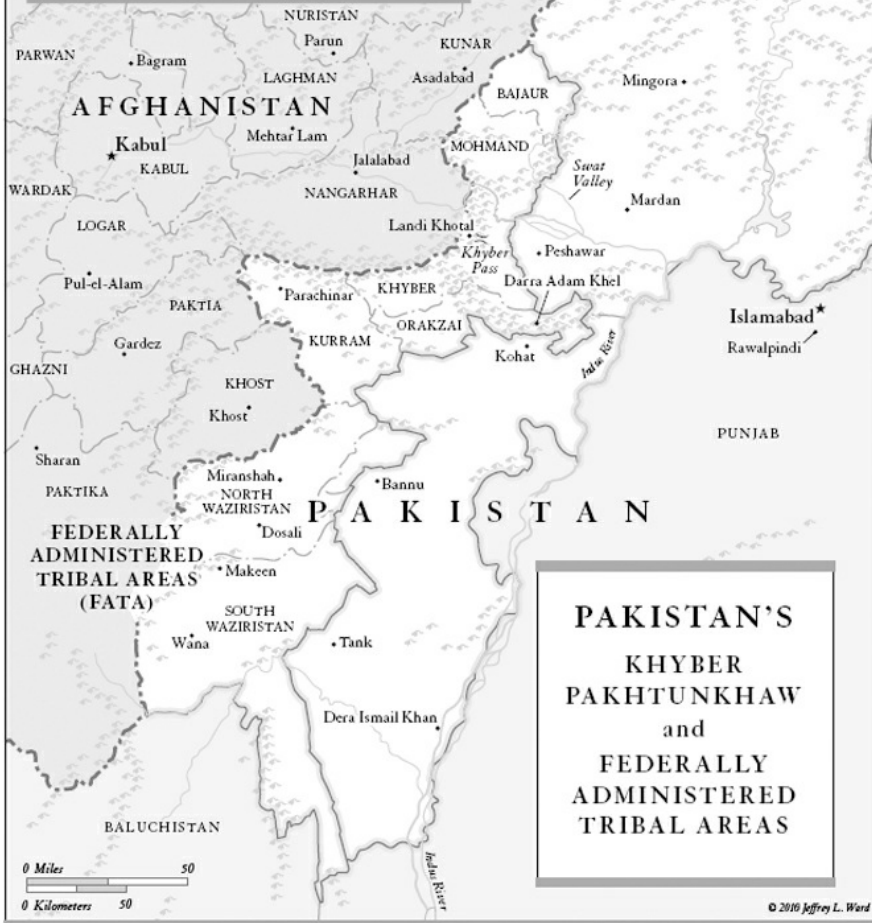 NURISTAN
PARWAN
Parun
KUNAR
Bagram
LAGHMAN
Asadabad
Mingora
BAJAUR
AFGHANISTAN
Mehtar Lam
Kabul
MOHMAND
KABUL
Jalalabad
Swat
Valley
WARDAK
NANGARHAR
Mardan
LOGAR
Landi Khotal
Peshawar
Khyber
Pass
Pul-el-Alam
Darra Adam Khel
PAKTIA
Parachinar
KHYBER
Islamabad
ORAKZAI
Gardez
KURRAM
Rawalpindi
Kohat
Indus River
GHAZNI
KHOST
Khost
PUNJAB
Sharan
Miranshah
Bannu
PAKTIKA
NORTH
WAZIRISTAN
PAKISTAN
FEDERALLY
ADMINISTERED
TRIBAL AREAS
(FATA)
Dosali
Makeen
SOUTH
WAZIRISTAN
Wana
Tank
Dera Ismail Khan
PAKISTAN'S
KHYBER
PAKHTUNKHAW
and
FEDERALLY
ADMINISTERED
TRIBAL AREAS
BALUCHISTAN
Indus River
0 Miles 50
0 Kilometers 50
© 2010 Jeffrey L. Ward